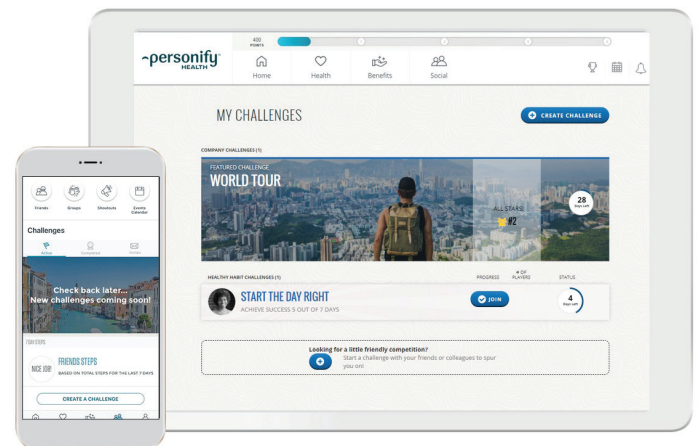 400
POINTS
~personify
HEALTH
Home
Health
Benefits
Social
MY CHALLENGES
CREATE CHALLENGE
COMPANY CHALLENGES (1)
FEATURED CHALLENGE
WORLD TOUR
ALL STARS!
#2
28
Days Left
HEALTHY HABIT CHALLENGES (1)
PROGRESS
# OF
PLAYERS
STATUS
START THE DAY RIGHT
ACHIEVE SUCCESS 5 OUT OF 7 DAYS
JOIN
4
Days Left
Looking for a little friendly competition?
Start a challenge with your friends or colleagues to spur
you on!
Friends
Groups
Shoutouts
Events
Calendar
Challenges
Active
Completed
Invites
Check back later...
New challenges coming soon!
NICE JOB!
FRIENDS STEPS
BASED ON TOTAL STEPS FOR THE LAST 7 DAYS
CREATE A CHALLENGE